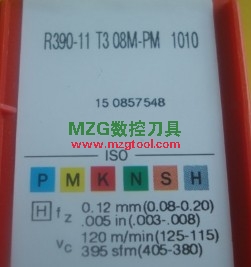 R390-11 T3 08M-PM 1010
15 0857548
MZG数控刀具
www.mzgtool.com
ISO
P M K N S H
H fz 0.12 mm(0.08-0.20)
.005 in(.003-.008)
vc 120 m/min(125-115)
395 sfm(405-380)